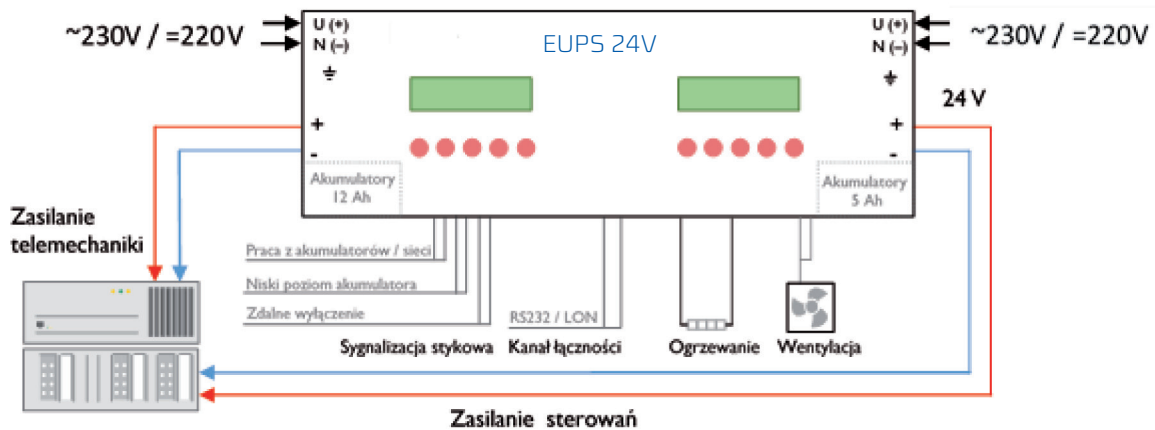 ~230V / =220V
U (+)
N (−)
EUPS 24V
U (+)
N (−)
~230V / =220V
24 V
+
-
+
-
Akumulatory
12 Ah
Akumulatory
5 Ah
Zasilanie
telemechaniki
Praca z akumulatorów / sieci
Niski poziom akumulatora
Zdalne wyłączenie
RS232 / LON
Sygnalizacja stykowa
Kanał łączności
Ogrzewanie
Wentylacja
Zasilanie sterowań